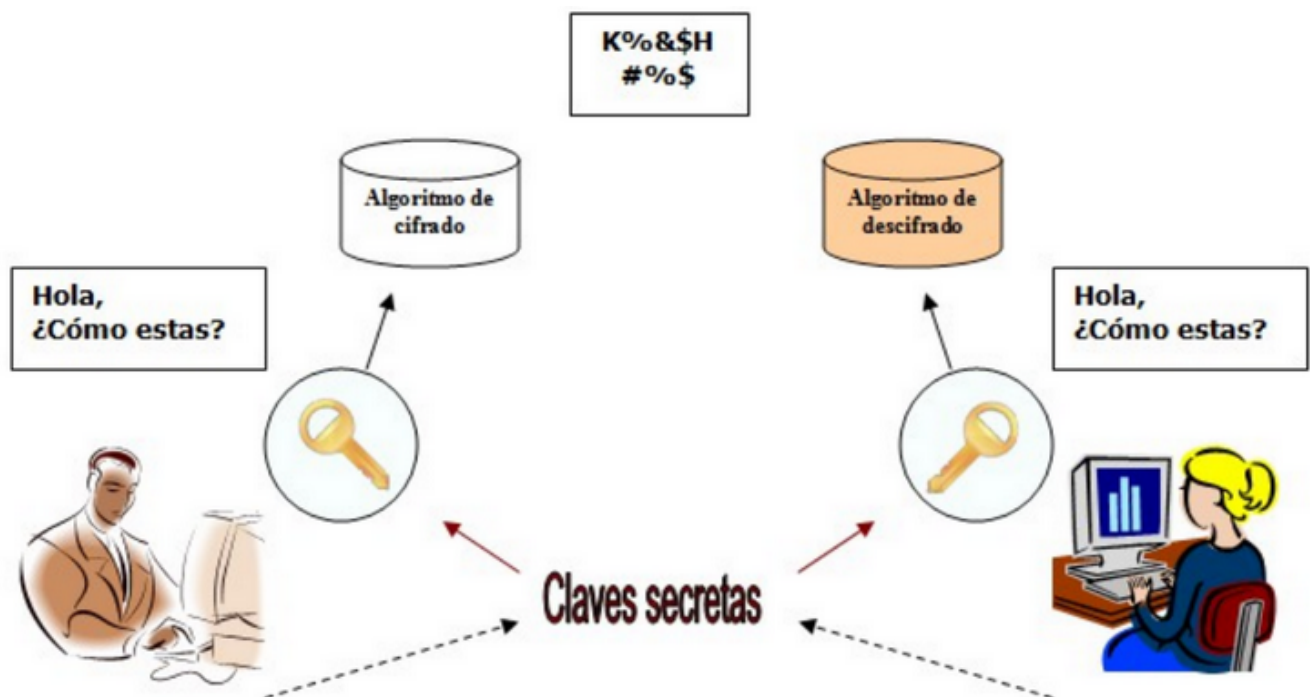 K%&$H
#%$
Algoritmo de
cifrado
Algoritmo de
descifrado
Hola,
¿Cómo estas?
Hola,
¿Cómo estas?
Claves secretas